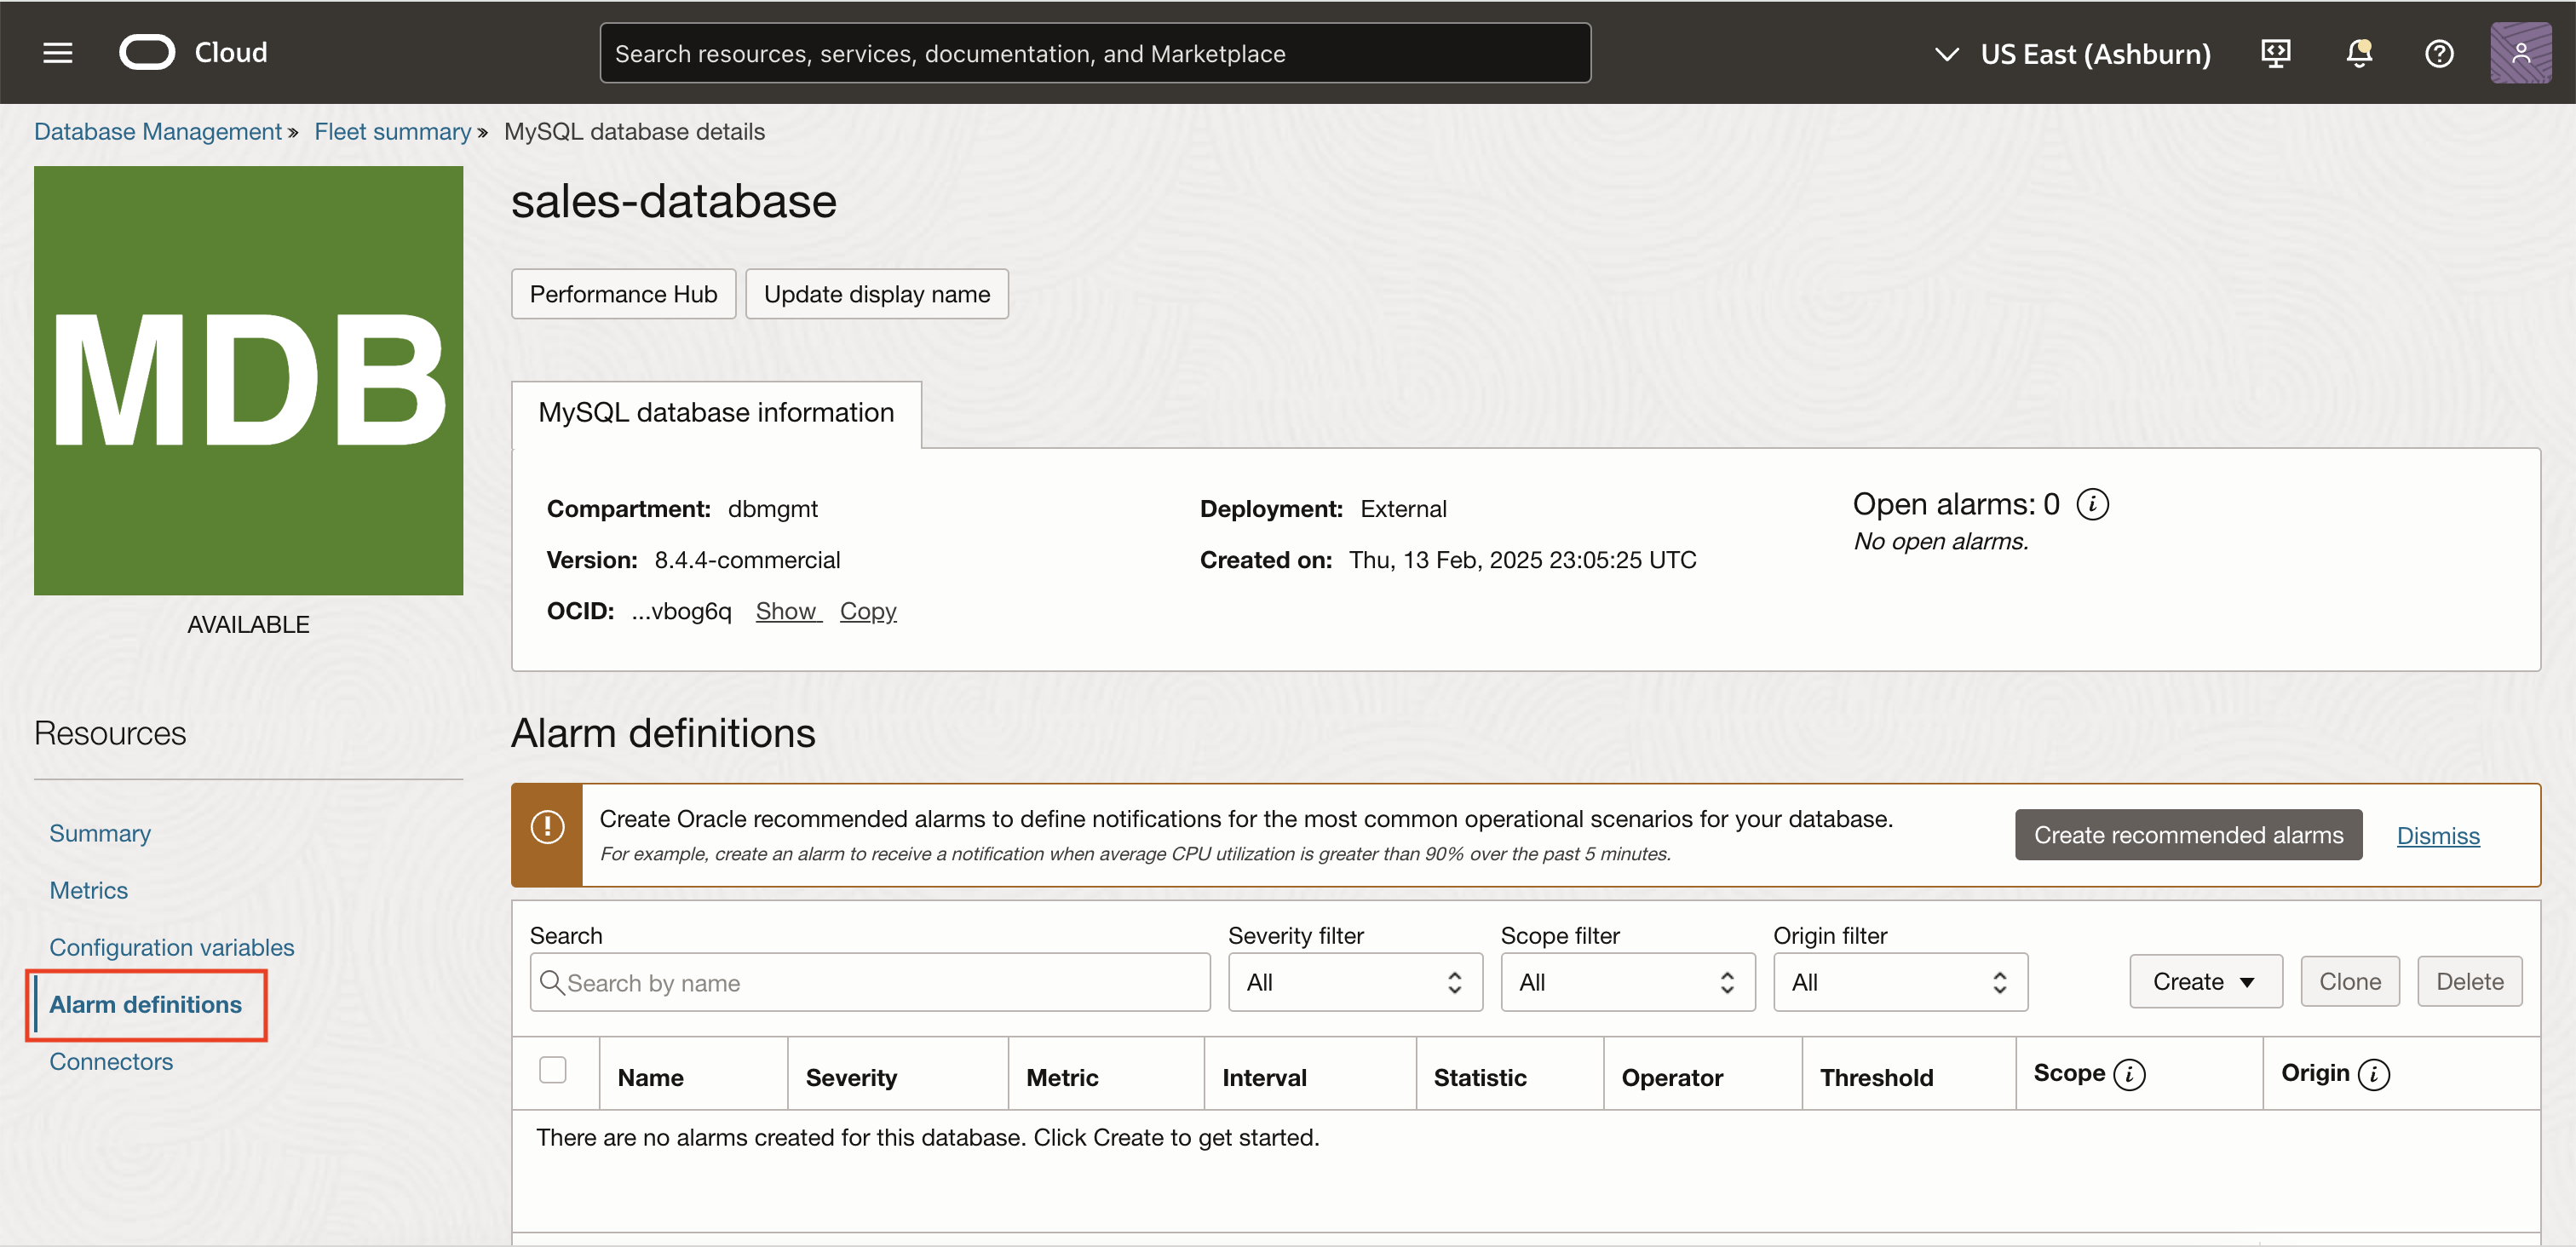 Cloud
Search resources, services, documentation, and Marketplace
US East (Ashburn)
Database Management » Fleet summary » MySQL database details
MDB
AVAILABLE
sales-database
Performance Hub
Update display name
MySQL database information
Compartment: dbmgmt
Version: 8.4.4-commercial
OCID: ...vbog6q Show Copy
Deployment: External
Created on: Thu, 13 Feb, 2025 23:05:25 UTC
Open alarms: 0
No open alarms.
Resources
Summary
Metrics
Configuration variables
Alarm definitions
Connectors
Alarm definitions
Create Oracle recommended alarms to define notifications for the most common operational scenarios for your database.
For example, create an alarm to receive a notification when average CPU utilization is greater than 90% over the past 5 minutes.
Create recommended alarms
Dismiss
Search
Search by name
Severity filter
All
Scope filter
All
Origin filter
All
Create
Clone
Delete
Name Severity Metric Interval Statistic Operator Threshold Scope Origin
There are no alarms created for this database. Click Create to get started.